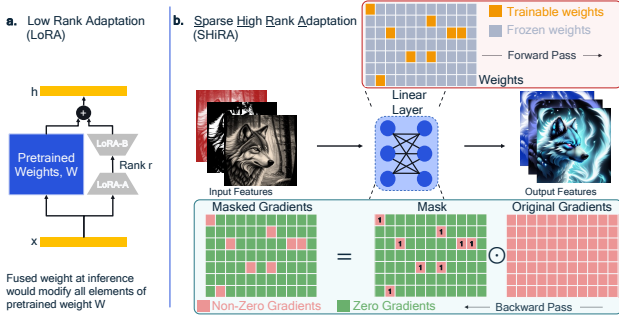 a. Low Rank Adaptation
(LoRA)
h
+
Pretrained
Weights, W
LoRA-B
Rank r
LoRA-A
x
Fused weight at inference
would modify all elements of
pretrained weight W
b. Sparse High Rank Adaptation
(SHiRA)
Trainable weights
Frozen weights
Forward Pass
Weights
Linear
Layer
Input Features
Output Features
Masked Gradients
Mask
Original Gradients
=
1
1
1 1 1
1 1
1
Non-Zero Gradients
Zero Gradients
Backward Pass